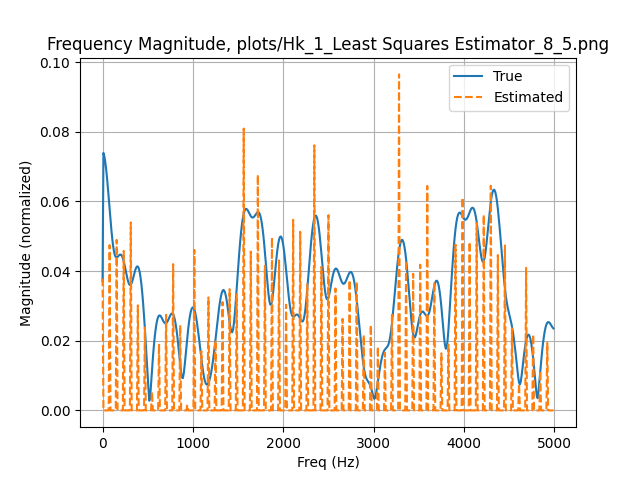 Frequency Magnitude, plots/Hk_1_Least Squares Estimator_8_5.png
True
Estimated
Magnitude (normalized)
0.10
0.08
0.06
0.04
0.02
0.00
0 1000 2000 3000 4000 5000
Freq (Hz)